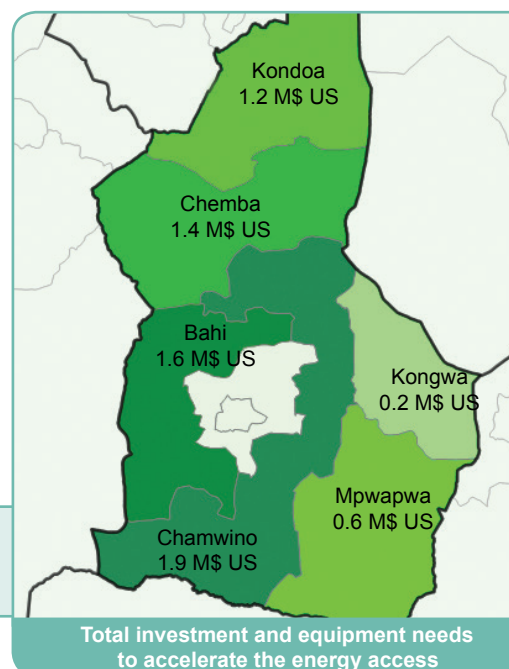 Kondoa
1.2 M$ US
Chemba
1.4 M$ US
Bahi
1.6 M$ US
Kongwa
0.2 M$ US
Mpwapwa
0.6 M$ US
Chamwino
1.9 M$ US
Total investment and equipment needs
to accelerate the energy access